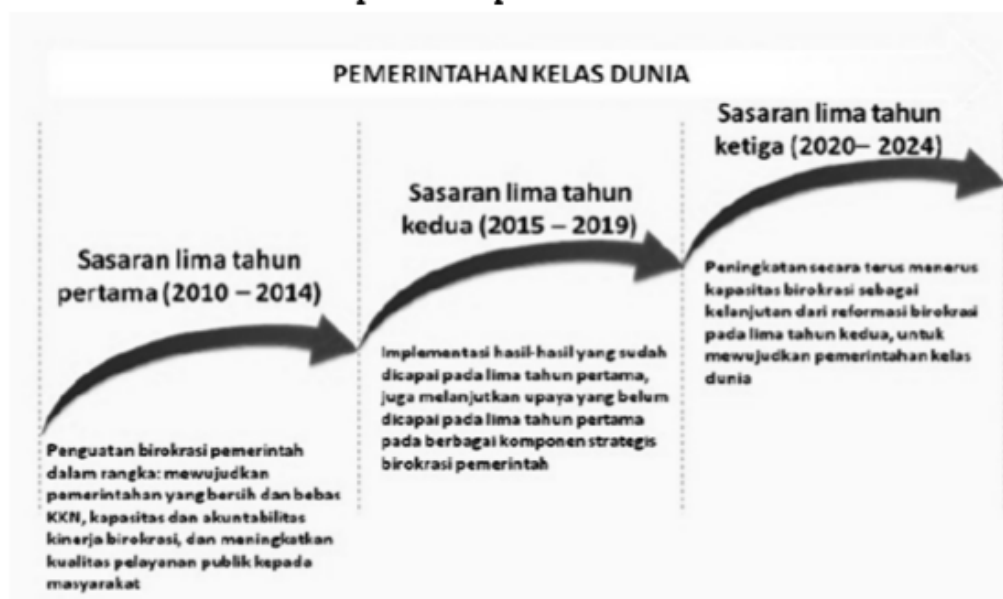 PEMERINTAHAN KELAS DUNIA
Sasaran lima tahun
pertama (2010 – 2014)
Penguatan birokrasi pemerintah
dalam rangka: mewujudkan
pemerintahan yang bersih dan bebas
KKN, kapasitas dan akuntabilitas
kinerja birokrasi, dan meningkatkan
kualitas pelayanan publik kepada
masyarakat
Sasaran lima tahun
kedua (2015 – 2019)
Implementasi hasil-hasil yang sudah
dicapai pada lima tahun pertama,
juga melanjutkan upaya yang belum
dicapai pada lima tahun pertama
pada berbagai komponen strategis
birokrasi pemerintah
Sasaran lima tahun
ketiga (2020– 2024)
Peningkatan secara terus menerus
kapasitas birokrasi sebagai
kelanjutan dari reformasi birokrasi
pada lima tahun kedua, untuk
mewujudkan pemerintahan kelas
dunia